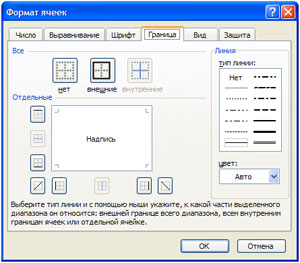 Формат ячеек
Число Выравнивание Шрифт Граница Вид Защита
Все
нет внешние внутренние
Отдельные
Надпись
Линия
тип линии:
Нет
цвет:
Авто
Выберите тип линии и с помощью мыши укажите, к какой части выделенного
диапазона он относится: внешней границе всего диапазона, всем внутренним
границам ячеек или отдельной ячейке.
ОК Отмена